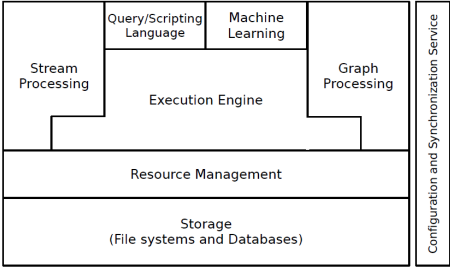 Query/Scripting
Language
Machine
Learning
Stream
Processing
Execution Engine
Graph
Processing
Resource Management
Storage
(File systems and Databases)
Configuration and Synchronization Service